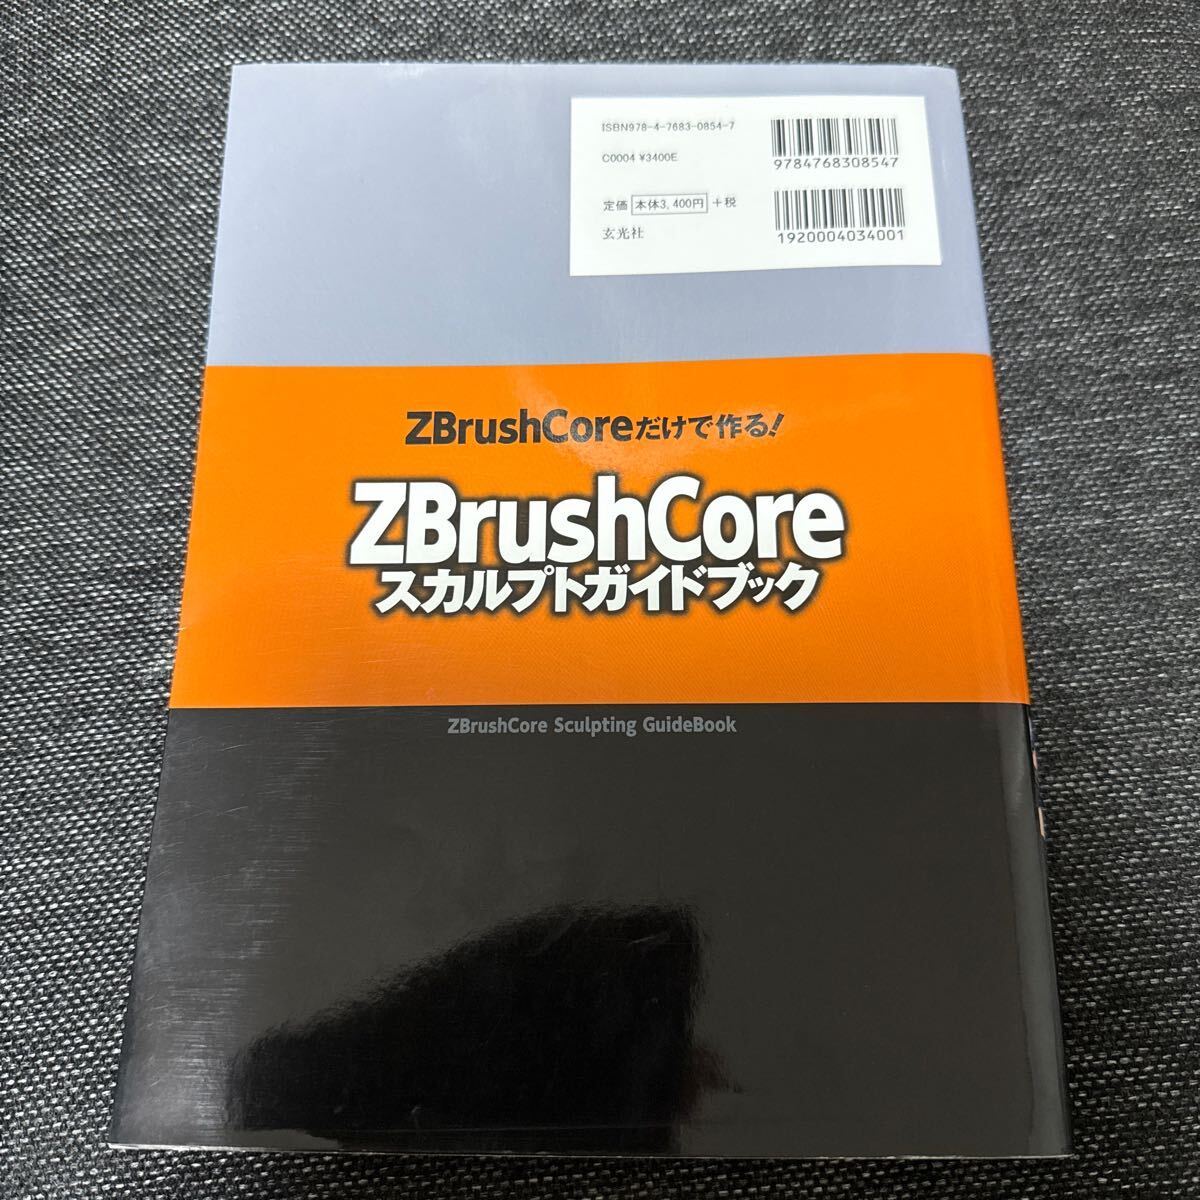 ISBN978-4-7683-0854-7
C0004 ¥3400E
定価 本体3,400円 +税
玄光社
9784768308547
1920004034001
ZBrushCoreだけで作る!
ZBrushCore
スカルプトガイドブック
ZBrushCore Sculpting GuideBook